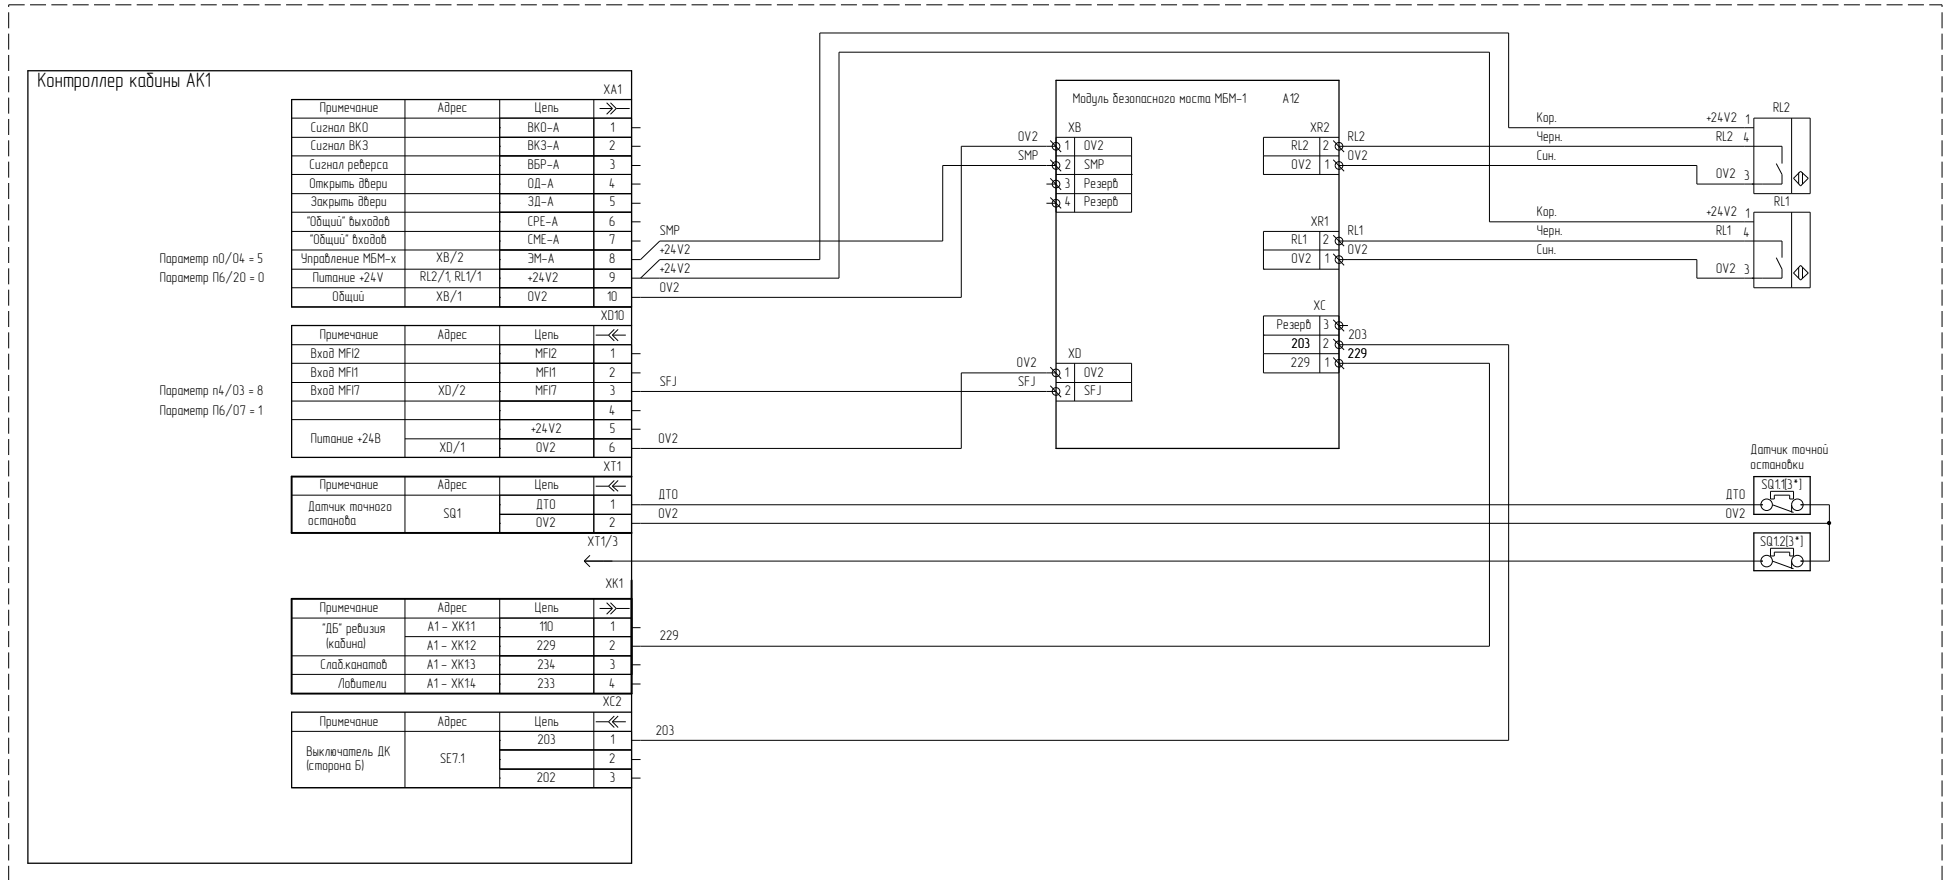 Контроллер кабины АК1
XA1
Примечание Адрес Цепь
Сигнал ВКО ВКО-А 1
Сигнал ВКЗ ВКЗ-А 2
Сигнал реверса ВБР-А 3
Открыть двери ОД-А 4
Закрыть двери ЗД-А 5
"Общий" выходов СРЕ-А 6
"Общий" входов СМЕ-А 7
Параметр n0/04 = 5 Управление МБМ-х XB/2 ЭМ-А 8
Параметр П6/20 = 0 Питание +24V RL2/1, RL1/1 +24V2 9
Общий XB/1 0V2 10
SMP
+24V2
+24V2
0V2
XD10
Примечание Адрес Цепь
Вход MFI2 MFI2 1
Вход MFI1 MFI1 2
Параметр n4/03 = 8 Вход MFI7 XD/2 MFI7 3 SFJ
Параметр П6/07 = 1 4
Питание +24В +24V2 5
XD/1 0V2 6 0V2
XT1
Примечание Адрес Цепь
Датчик точного останова SQ1 ДТО 1 ДТО
0V2 2 0V2
XT1/3
XK1
Примечание Адрес Цепь
"ДБ" ревизия (кабина) А1 - ХК11 110 1
А1 - ХК12 229 2 229
Слаб.канатов А1 - ХК13 234 3
Ловители А1 - ХК14 233 4
XC2
Примечание Адрес Цепь
Выключатель ДК (сторона Б) SE7.1 203 1 203
2
202 3
Модуль безопасного моста МБМ-1 А12
XB
0V2 1 0V2
SMP 2 SMP
3 Резерв
4 Резерв
XD
0V2 1 0V2
SFJ 2 SFJ
XR2
RL2 2 RL2
0V2 1 0V2
XR1
RL1 2 RL1
0V2 1 0V2
XC
Резерв 3
203 2 203
229 1 229
RL2
Кор. +24V2 1
Черн. RL2 4
Син.
0V2 3
RL1
Кор. +24V2 1
Черн. RL1 4
Син.
0V2 3
Датчик точной
остановки
SQ1.1[3*]
ДТО
0V2
SQ1.2[3*]